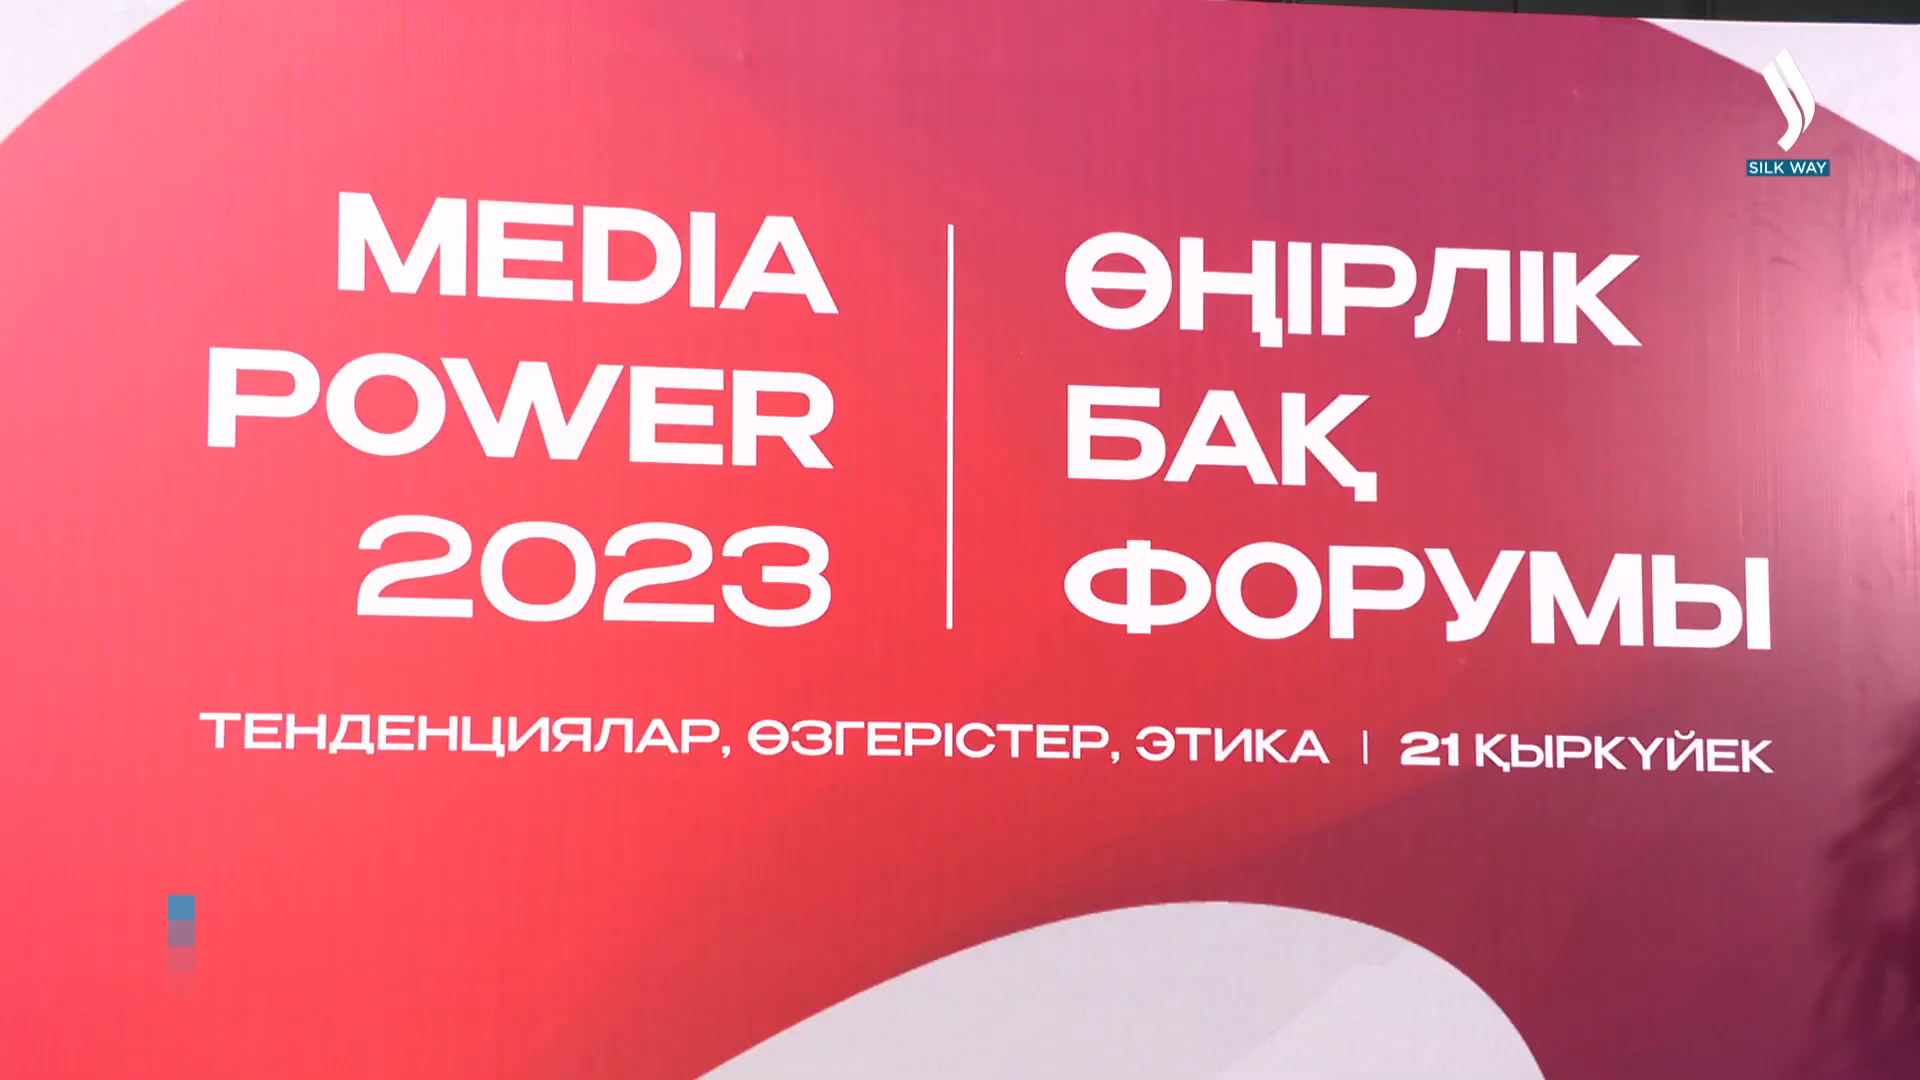 MEDIA
POWER
2023
ӨҢІРЛІК
БАҚ
ФОРУМЫ
ТЕНДЕНЦИЯЛАР, ӨЗГЕРІСТЕР, ЭТИКА | 21 ҚЫРКҮЙЕК
SILK WAY